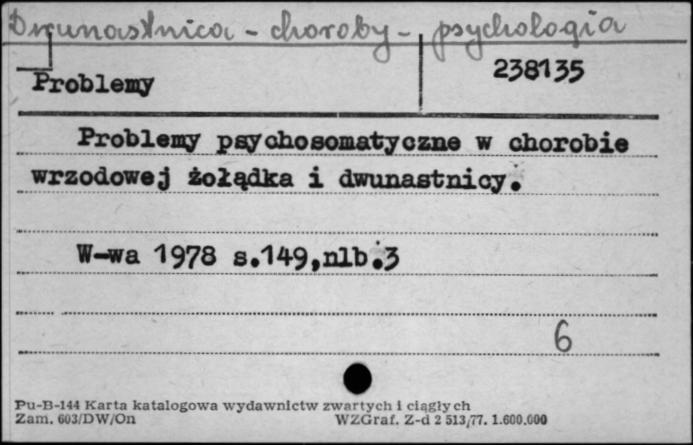 Dwunastnica - choroby - psychologia
238135
Problemy
Problemy psychosomatyczne w chorobie
wrzodowej żołądka i dwunastnicy.
W-wa 1978 s.149,nlb.3
6
Pu-B-144 Karta katalogowa wydawnictw zwartych i ciągłych
Zam. 603/DW/On WZGraf. Z-d 2 513/77. 1.600.000